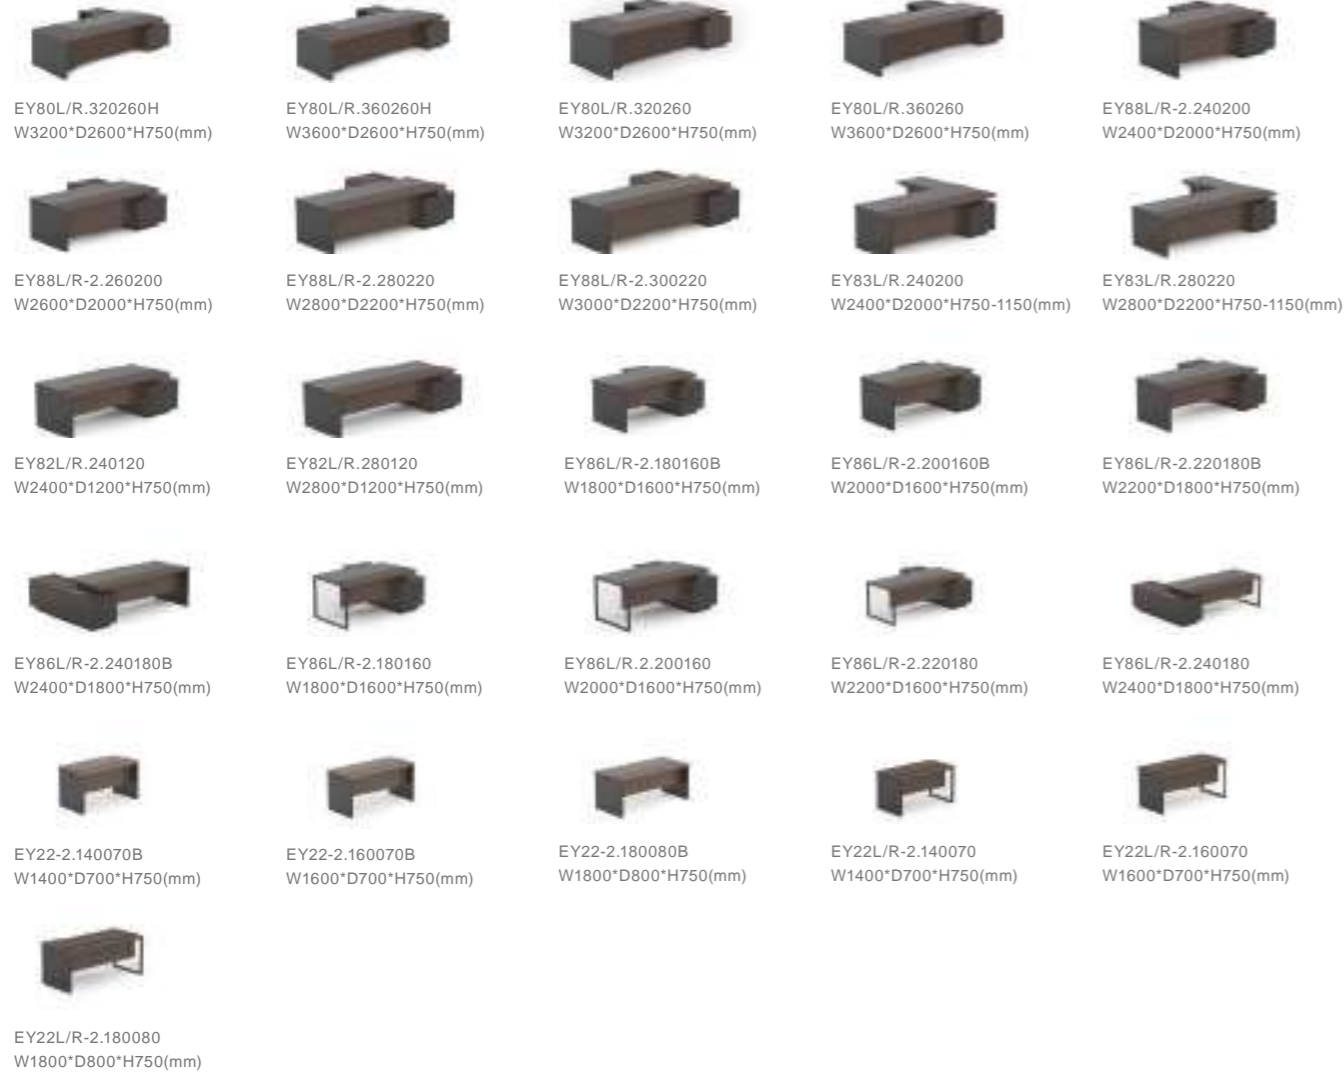 EY80L/R.320260H
W3200*D2600*H750(mm)
EY80L/R.360260H
W3600*D2600*H750(mm)
EY80L/R.320260
W3200*D2600*H750(mm)
EY80L/R.360260
W3600*D2600*H750(mm)
EY88L/R-2.240200
W2400*D2000*H750(mm)
EY88L/R-2.260200
W2600*D2000*H750(mm)
EY88L/R-2.280220
W2800*D2200*H750(mm)
EY88L/R-2.300220
W3000*D2200*H750(mm)
EY83L/R.240200
W2400*D2000*H750-1150(mm)
EY83L/R.280220
W2800*D2200*H750-1150(mm)
EY82L/R.240120
W2400*D1200*H750(mm)
EY82L/R.280120
W2800*D1200*H750(mm)
EY86L/R-2.180160B
W1800*D1600*H750(mm)
EY86L/R-2.200160B
W2000*D1600*H750(mm)
EY86L/R-2.220180B
W2200*D1800*H750(mm)
EY86L/R-2.240180B
W2400*D1800*H750(mm)
EY86L/R-2.180160
W1800*D1600*H750(mm)
EY86L/R.2.200160
W2000*D1600*H750(mm)
EY86L/R-2.220180
W2200*D1600*H750(mm)
EY86L/R-2.240180
W2400*D1800*H750(mm)
EY22-2.140070B
W1400*D700*H750(mm)
EY22-2.160070B
W1600*D700*H750(mm)
EY22-2.180080B
W1800*D800*H750(mm)
EY22L/R-2.140070
W1400*D700*H750(mm)
EY22L/R-2.160070
W1600*D700*H750(mm)
EY22L/R-2.180080
W1800*D800*H750(mm)